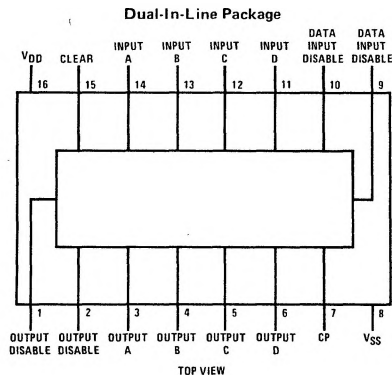 Dual-In-Line Package
VDD CLEAR INPUT A INPUT B INPUT C INPUT D DATA INPUT DISABLE DATA INPUT DISABLE
16 15 14 13 12 11 10 9
1 2 3 4 5 6 7 8
OUTPUT DISABLE OUTPUT DISABLE OUTPUT A OUTPUT B OUTPUT C OUTPUT D CP VSS
TOP VIEW